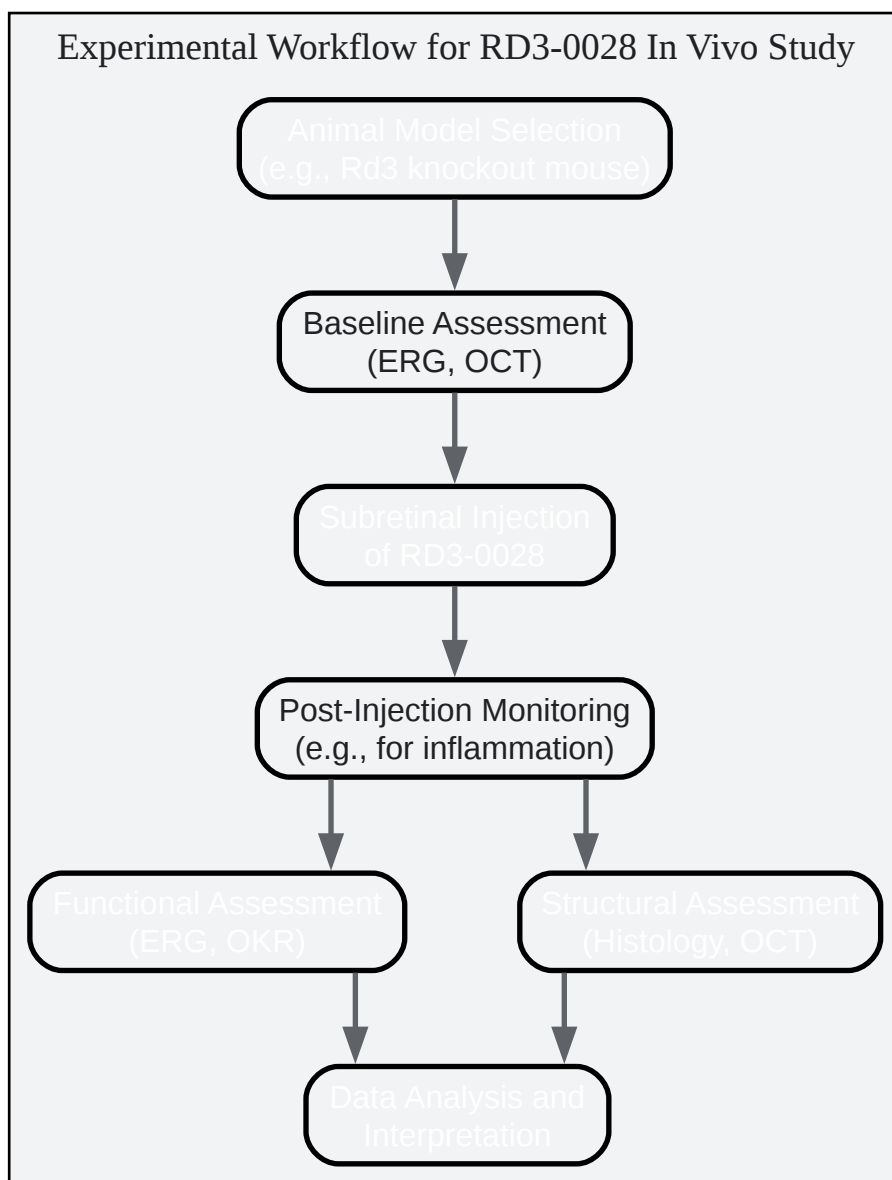 Experimental Workflow for RD3-0028 In Vivo Study
Animal Model Selection
(e.g., Rd3 knockout mouse)
Baseline Assessment
(ERG, OCT)
Subretinal Injection
of RD3-0028
Post-Injection Monitoring
(e.g., for inflammation)
Functional Assessment
(ERG, OKR)
Structural Assessment
(Histology, OCT)
Data Analysis and
Interpretation